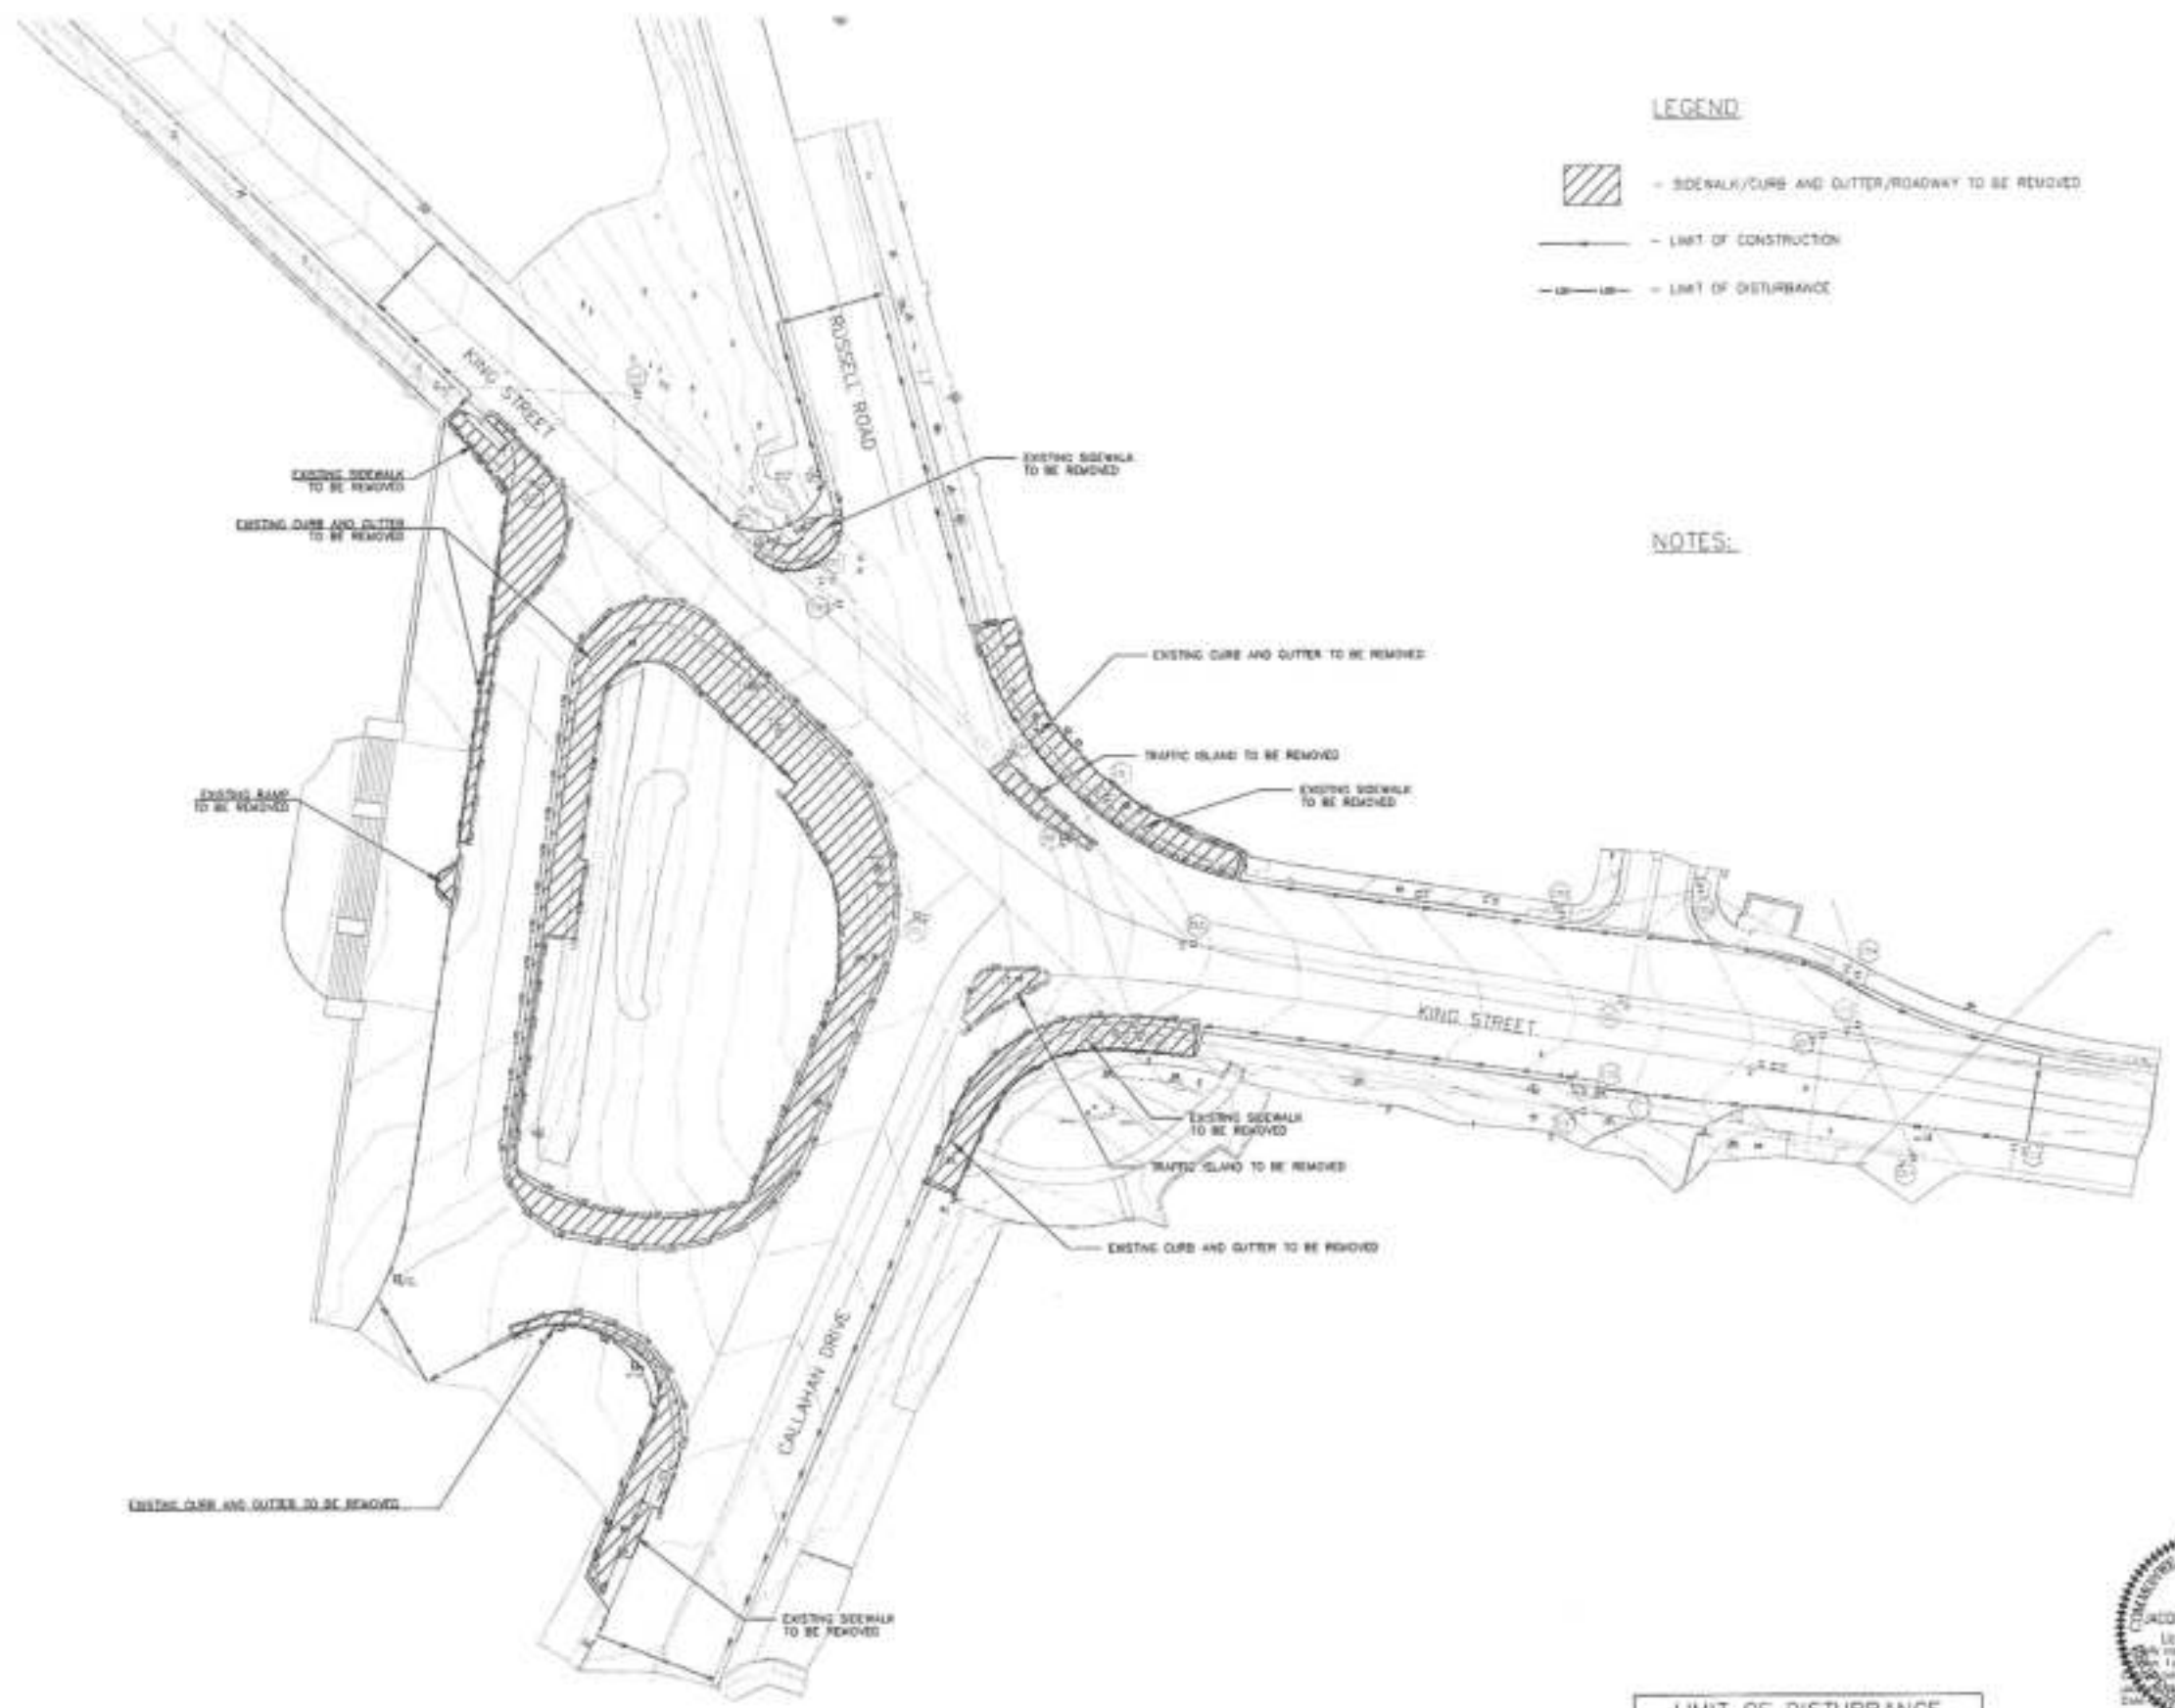 LEGEND
- SIDEWALK/CURB AND GUTTER/ROADWAY TO BE REMOVED
- LIMIT OF CONSTRUCTION
- LIMIT OF DISTURBANCE
NOTES:
KING STREET
RUSSELL ROAD
EXISTING SIDEWALK
TO BE REMOVED
EXISTING SIDEWALK
TO BE REMOVED
EXISTING CURB AND GUTTER
TO BE REMOVED
EXISTING CURB AND GUTTER TO BE REMOVED
TRAFFIC ISLAND TO BE REMOVED
EXISTING SIDEWALK
TO BE REMOVED
EXISTING RAMP
TO BE REMOVED
KING STREET
EXISTING SIDEWALK
TO BE REMOVED
TRAFFIC ISLAND TO BE REMOVED
EXISTING CURB AND GUTTER TO BE REMOVED
CALLAHAN DRIVE
EXISTING CURB AND GUTTER TO BE REMOVED
EXISTING SIDEWALK
TO BE REMOVED
LIMIT OF DISTURBANCE